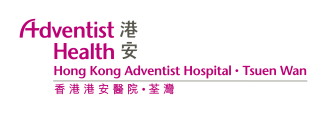 Adventist 港
Health 安
Hong Kong Adventist Hospital · Tsuen Wan
香港港安醫院·荃灣